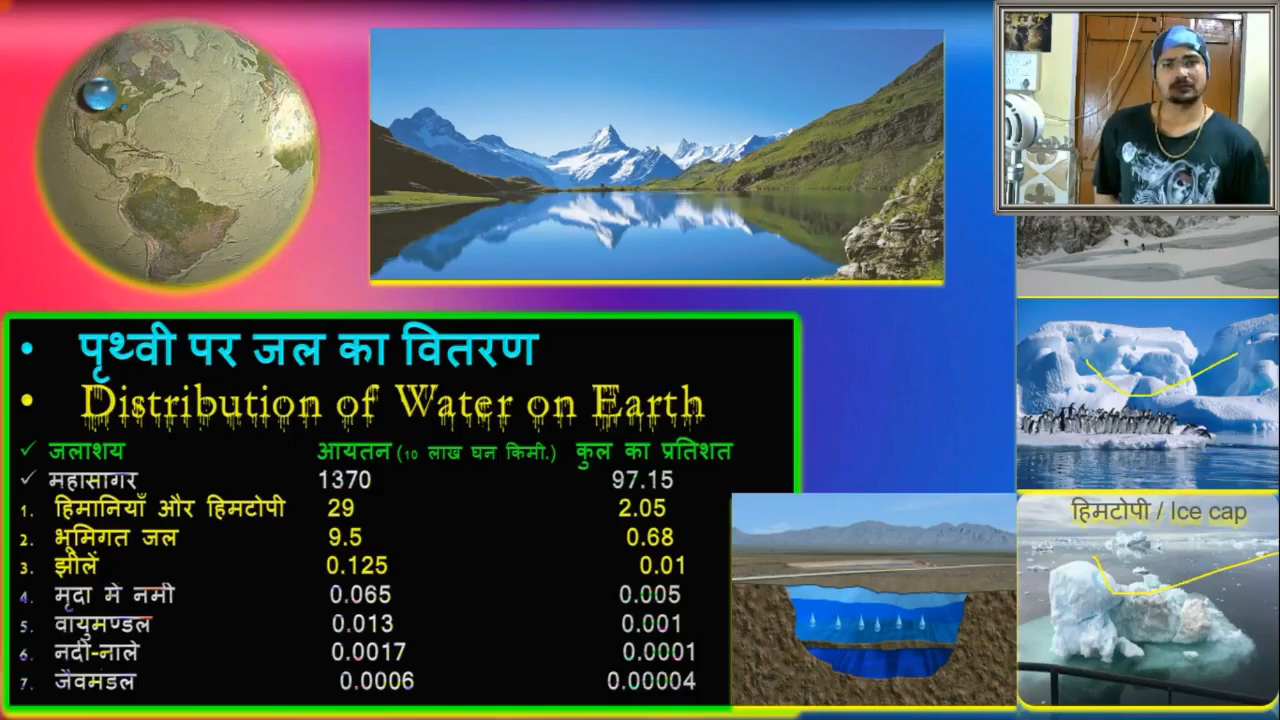 • पृथ्वी पर जल का वितरण
• Distribution of Water on Earth
✓ जलाशय आयतन (10 लाख घन किमी.) कुल का प्रतिशत
✓ महासागर 1370 97.15
1. हिमानियाँ और हिमटोपी 29 2.05
2. भूमिगत जल 9.5 0.68
3. झीलें 0.125 0.01
4. मृदा में नमी 0.065 0.005
5. वायुमण्डल 0.013 0.001
6. नदी-नाले 0.0017 0.0001
7. जैवमंडल 0.0006 0.00004
हिमटोपी / Ice cap